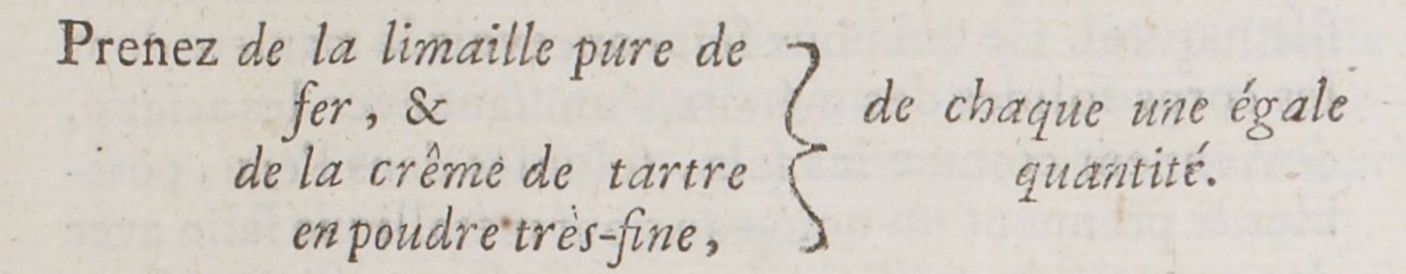 Prenez de la limaille pure de
fer, &
de la crême de tartre
en poudre très-fine,
de chaque une égale
quantité.